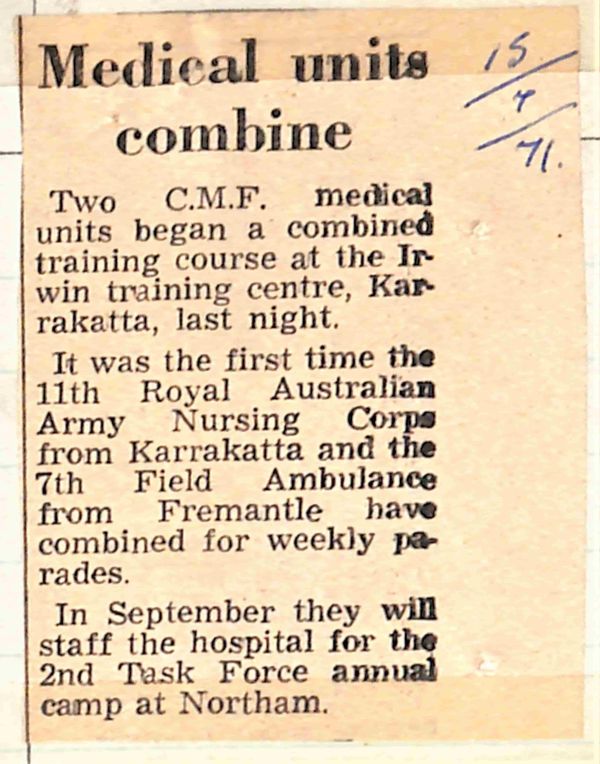 Medical units
combine
15/7/71.
Two C.M.F. medical
units began a combined
training course at the Ir-
win training centre, Kar-
rakatta, last night.
It was the first time the
11th Royal Australian
Army Nursing Corps
from Karrakatta and the
7th Field Ambulance
from Fremantle have
combined for weekly pa-
rades.
In September they will
staff the hospital for the
2nd Task Force annual
camp at Northam.